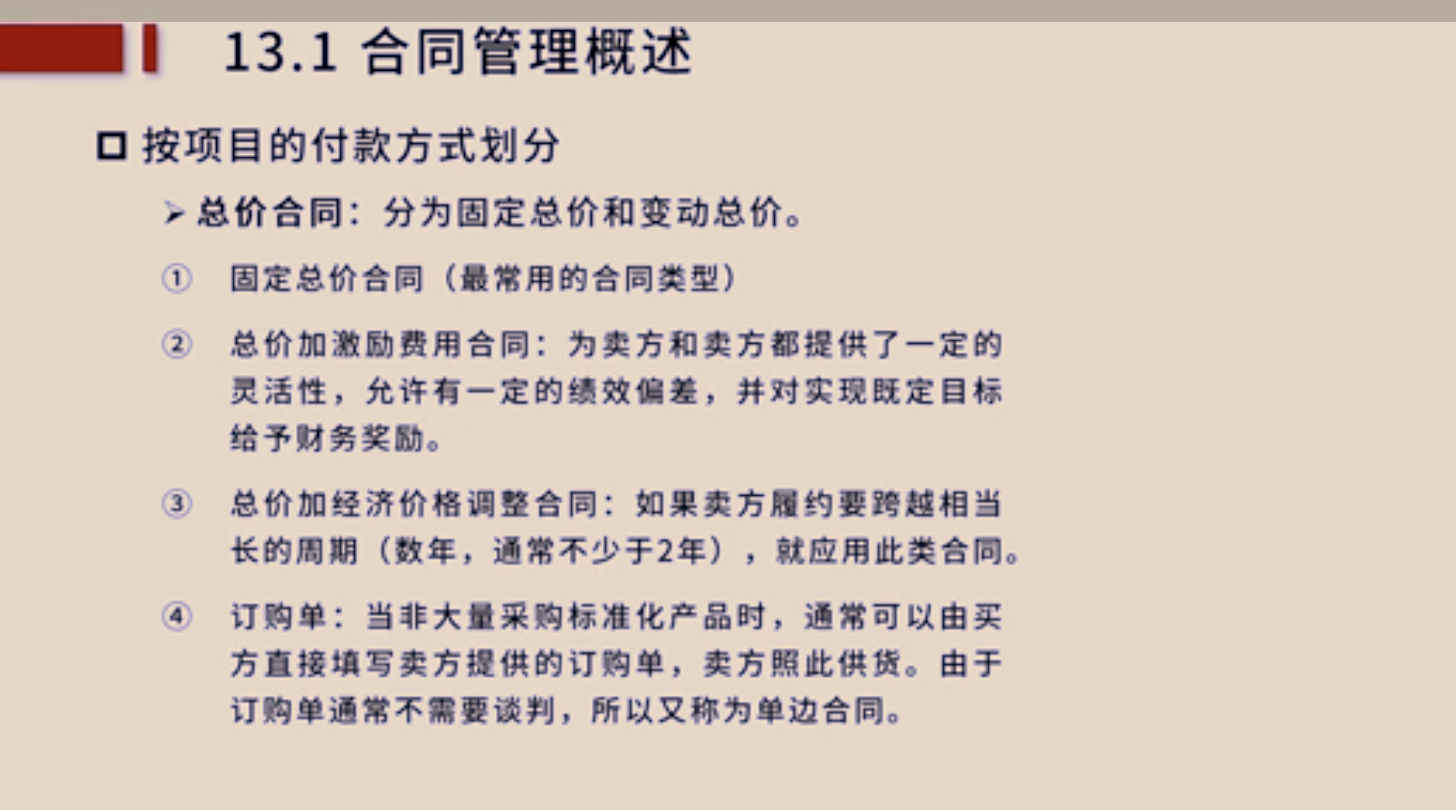 13.1 合同管理概述
按项目的付款方式划分
➢ 总价合同：分为固定总价和变动总价。
① 固定总价合同（最常用的合同类型）
② 总价加激励费用合同：为卖方和卖方都提供了一定的
灵活性，允许有一定的绩效偏差，并对实现既定目标
给予财务奖励。
③ 总价加经济价格调整合同：如果卖方履约要跨越相当
长的周期（数年，通常不少于2年），就应用此类合同。
④ 订购单：当非大量采购标准化产品时，通常可以由买
方直接填写卖方提供的订购单，卖方照此供货。由于
订购单通常不需要谈判，所以又称为单边合同。